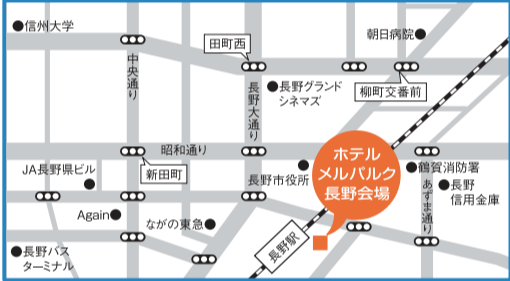 信州大学
田町西
朝日病院
中央通り
長野大通り
長野グランド
シネマズ
柳町交番前
昭和通り
ホテル
メルパルク
長野会場
JA長野県ビル
新田町
長野市役所
鶴賀消防署
あずま通り
長野
信用金庫
Again
ながの東急
長野駅
長野バス
ターミナル